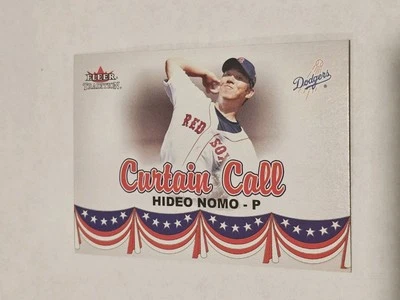 FLEER
TRADITION
Dodgers
RED SOX
Curtain Call
HIDEO NOMO - P